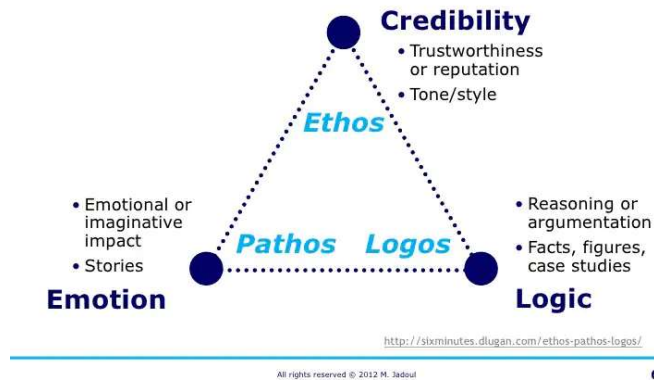 Credibility
• Trustworthiness
or reputation
• Tone/style
Ethos
• Emotional or
imaginative
impact
• Stories
Pathos
Logos
• Reasoning or
argumentation
• Facts, figures,
case studies
Emotion
Logic
http://sixminutes.dlugan.com/ethos-pathos-logos/
All rights reserved © 2012 M. Jadoul